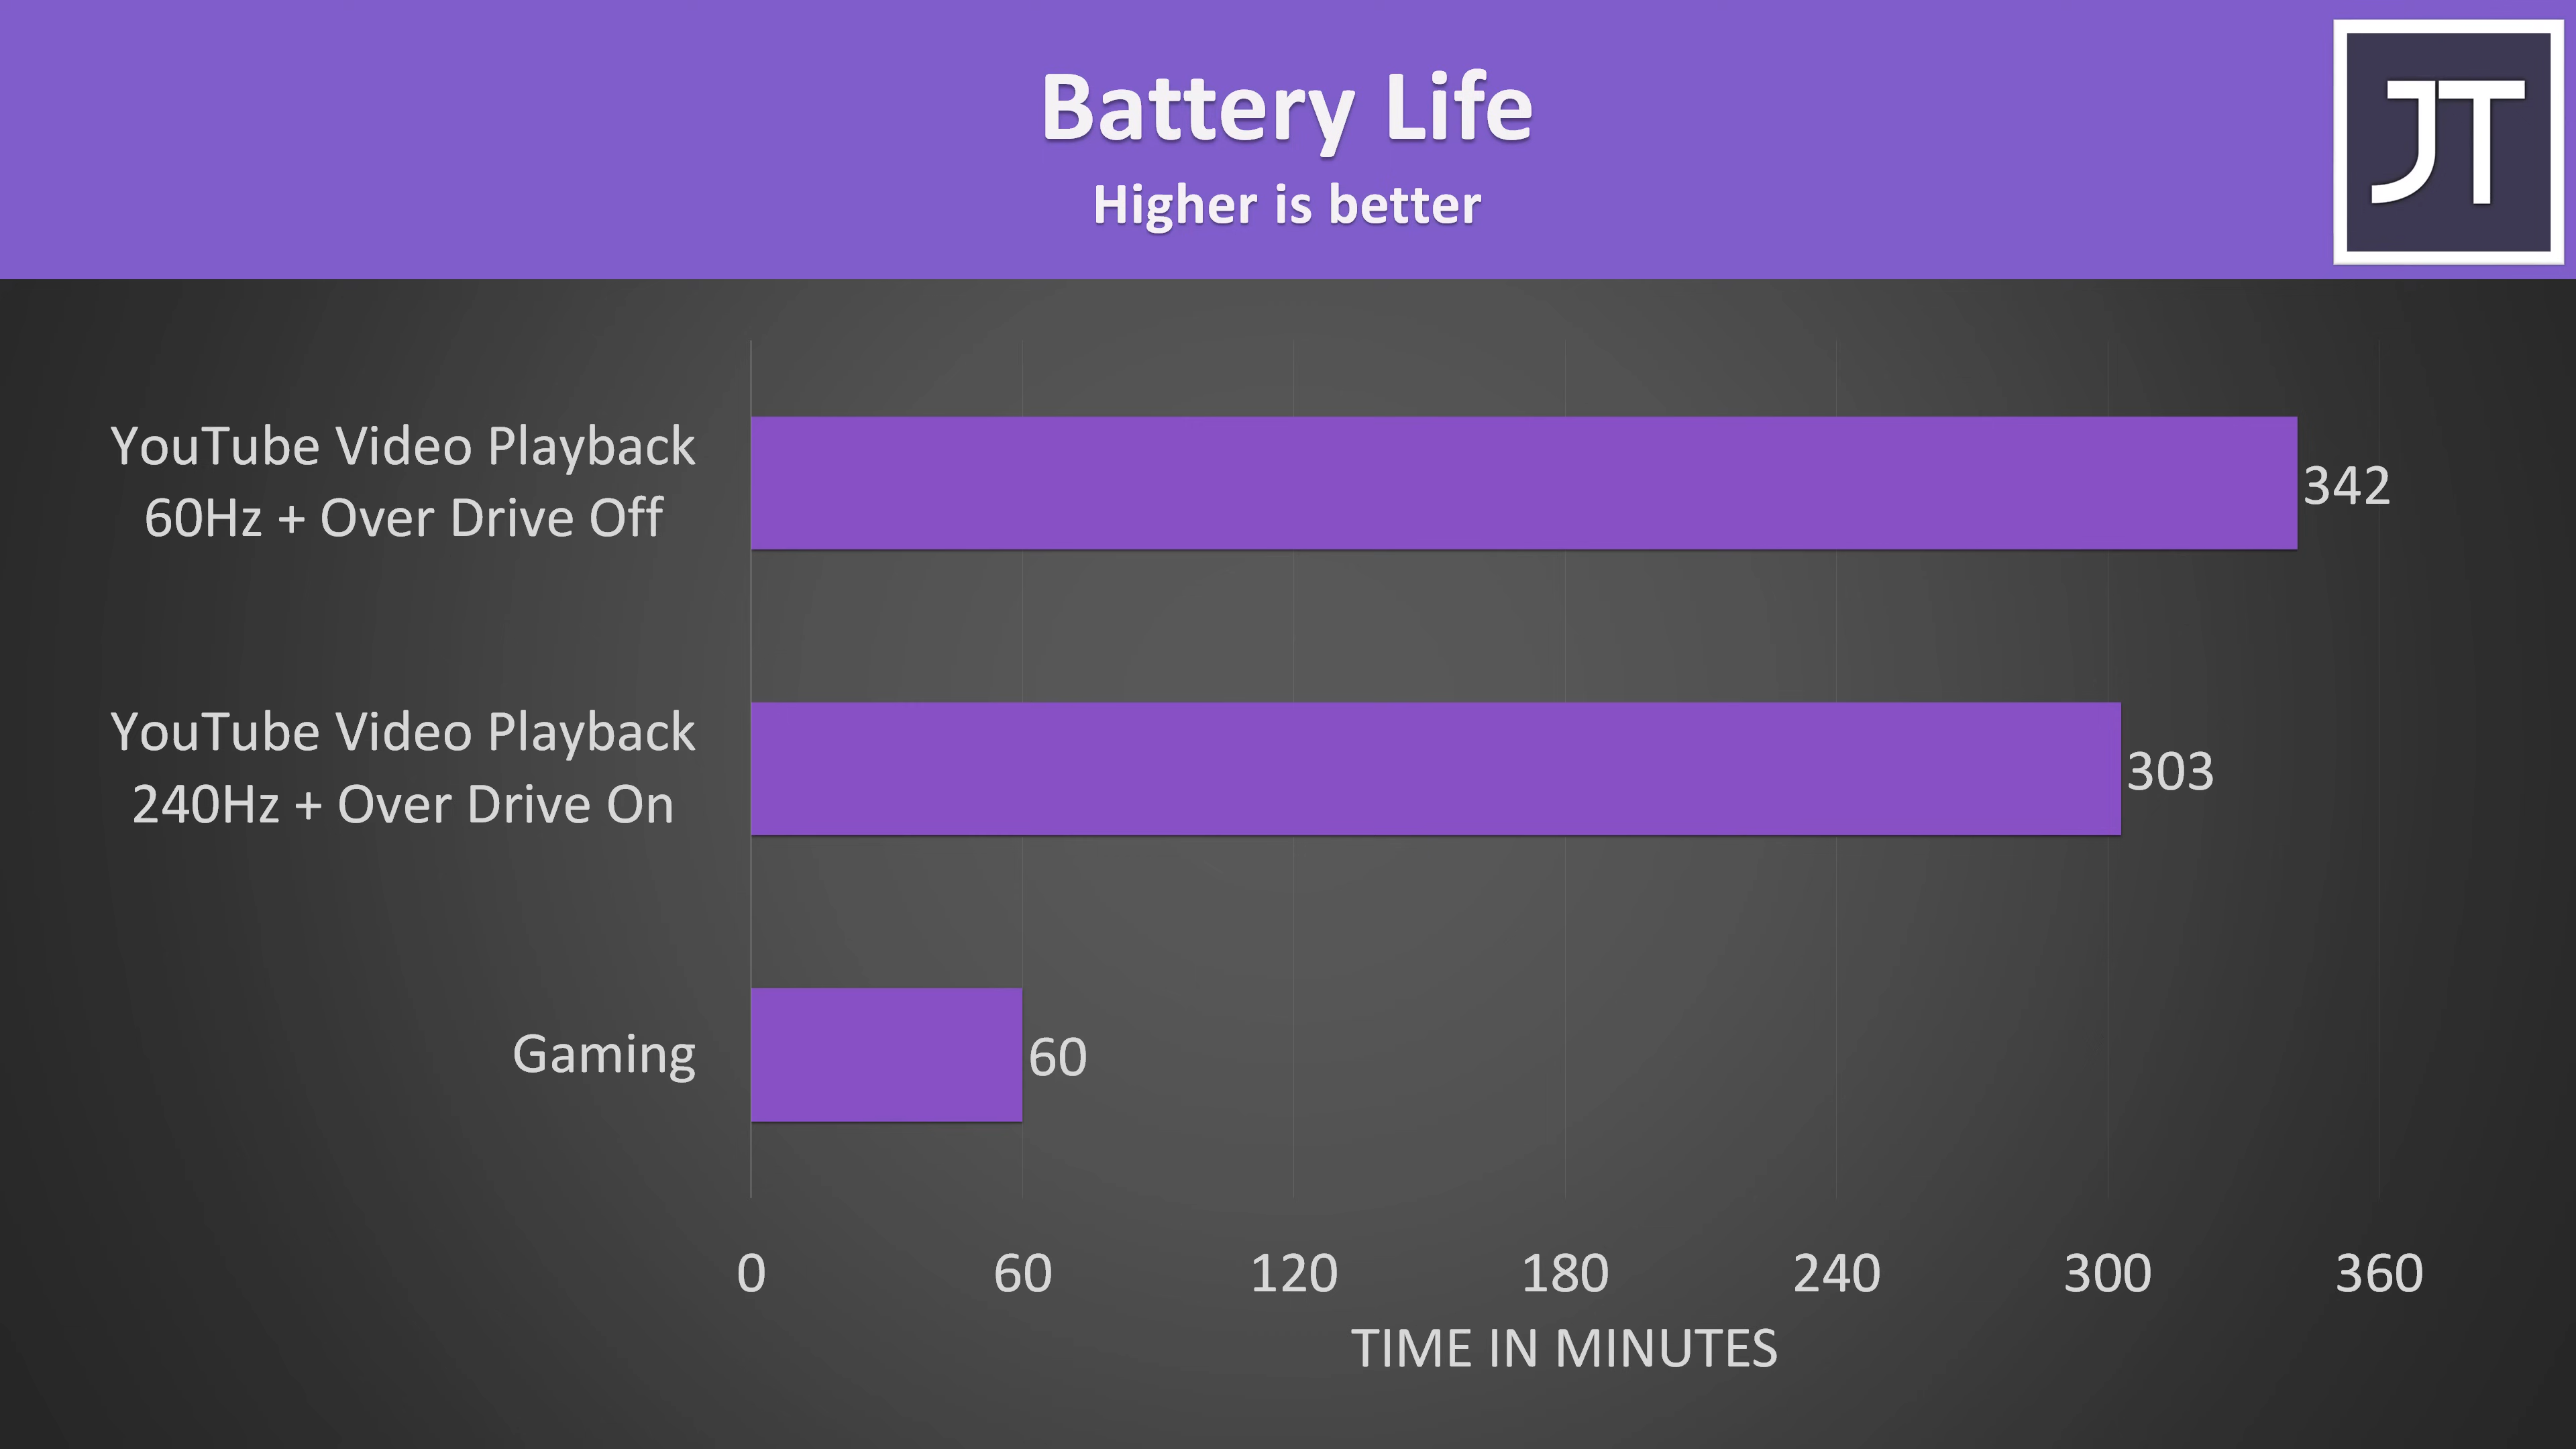 Battery Life
Higher is better
JT
YouTube Video Playback
60Hz + Over Drive Off
342
YouTube Video Playback
240Hz + Over Drive On
303
Gaming
60
0 60 120 180 240 300 360
TIME IN MINUTES